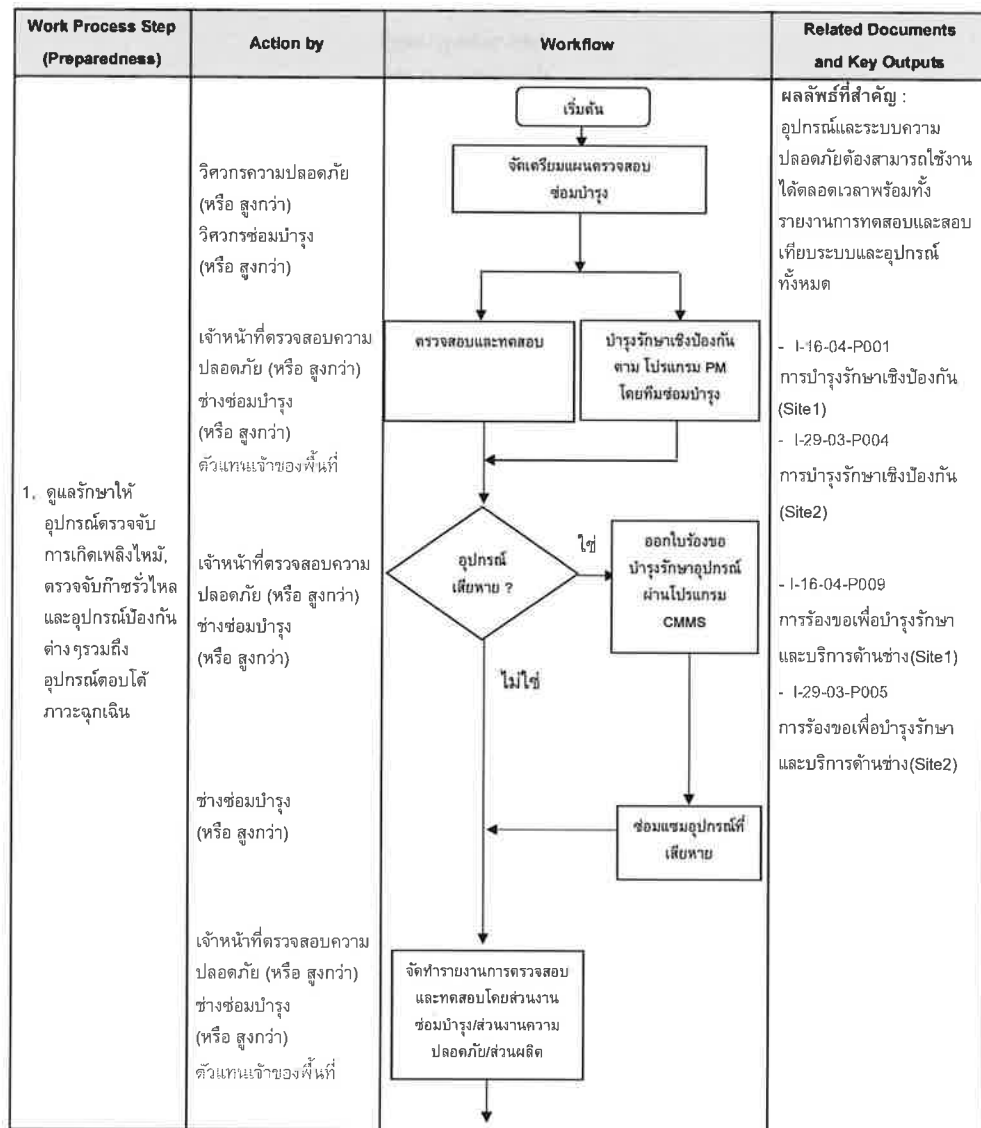 Work Process Step
(Preparedness)
Action by
Workflow
Related Documents
and Key Outputs
1. ดูแลรักษาให้
อุปกรณ์ตรวจจับ
การเกิดเพลิงไหม้,
ตรวจจับก๊าซรั่วไหล
และอุปกรณ์ป้องกัน
ต่างๆรวมถึง
อุปกรณ์ตอบโต้
ภาวะฉุกเฉิน
วิศวกรความปลอดภัย
(หรือ สูงกว่า)
วิศวกรซ่อมบำรุง
(หรือ สูงกว่า)
เจ้าหน้าที่ตรวจสอบความ
ปลอดภัย (หรือ สูงกว่า)
ช่างซ่อมบำรุง
(หรือ สูงกว่า)
ตัวแทนเจ้าของพื้นที่
เจ้าหน้าที่ตรวจสอบความ
ปลอดภัย (หรือ สูงกว่า)
ช่างซ่อมบำรุง
(หรือ สูงกว่า)
ช่างซ่อมบำรุง
(หรือ สูงกว่า)
เจ้าหน้าที่ตรวจสอบความ
ปลอดภัย (หรือ สูงกว่า)
ช่างซ่อมบำรุง
(หรือ สูงกว่า)
ตัวแทนเจ้าของพื้นที่
เริ่มต้น
จัดเตรียมแผนตรวจสอบ
ซ่อมบำรุง
ตรวจสอบและทดสอบ
บำรุงรักษาเชิงป้องกัน
ตาม โปรแกรม PM
โดยทีมซ่อมบำรุง
อุปกรณ์
เสียหาย ?
ใช่
ออกใบร้องขอ
บำรุงรักษาอุปกรณ์
ผ่านโปรแกรม
CMMS
ไม่ใช่
ซ่อมแซมอุปกรณ์ที่
เสียหาย
จัดทำรายงานการตรวจสอบ
และทดสอบโดยส่วนงาน
ซ่อมบำรุง/ส่วนงานความ
ปลอดภัย/ส่วนผลิต
ผลลัพธ์ที่สำคัญ :
อุปกรณ์และระบบความ
ปลอดภัยต้องสามารถใช้งาน
ได้ตลอดเวลาพร้อมทั้ง
รายงานการทดสอบและสอบ
เทียบระบบและอุปกรณ์
ทั้งหมด
- I-16-04-P001
การบำรุงรักษาเชิงป้องกัน
(Site1)
- I-29-03-P004
การบำรุงรักษาเชิงป้องกัน
(Site2)
- I-16-04-P009
การร้องขอเพื่อบำรุงรักษา
และบริการด้านช่าง(Site1)
- I-29-03-P005
การร้องขอเพื่อบำรุงรักษา
และบริการด้านช่าง(Site2)